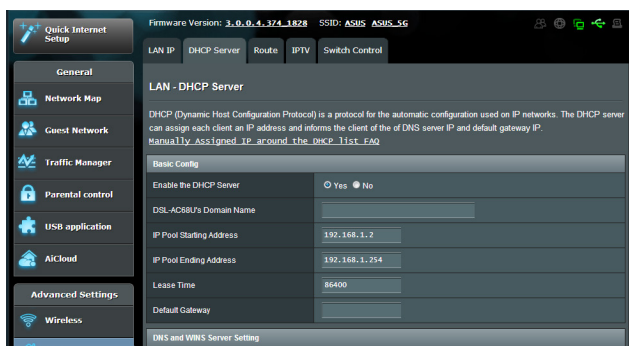 Quick Internet
Setup
Firmware Version: 3.0.0.4.374_1828 SSID: ASUS ASUS_5G
LAN IP DHCP Server Route IPTV Switch Control
General
Network Map
Guest Network
Traffic Manager
Parental control
USB application
AiCloud
Advanced Settings
Wireless
LAN - DHCP Server
DHCP (Dynamic Host Configuration Protocol) is a protocol for the automatic configuration used on IP networks. The DHCP server
can assign each client an IP address and informs the client of the of DNS server IP and default gateway IP.
Manually Assigned IP around the DHCP list FAQ
Basic Config
Enable the DHCP Server Yes No
DSL-AC68U's Domain Name
IP Pool Starting Address 192.168.1.2
IP Pool Ending Address 192.168.1.254
Lease Time 86400
Default Gateway
DNS and WINS Server Setting